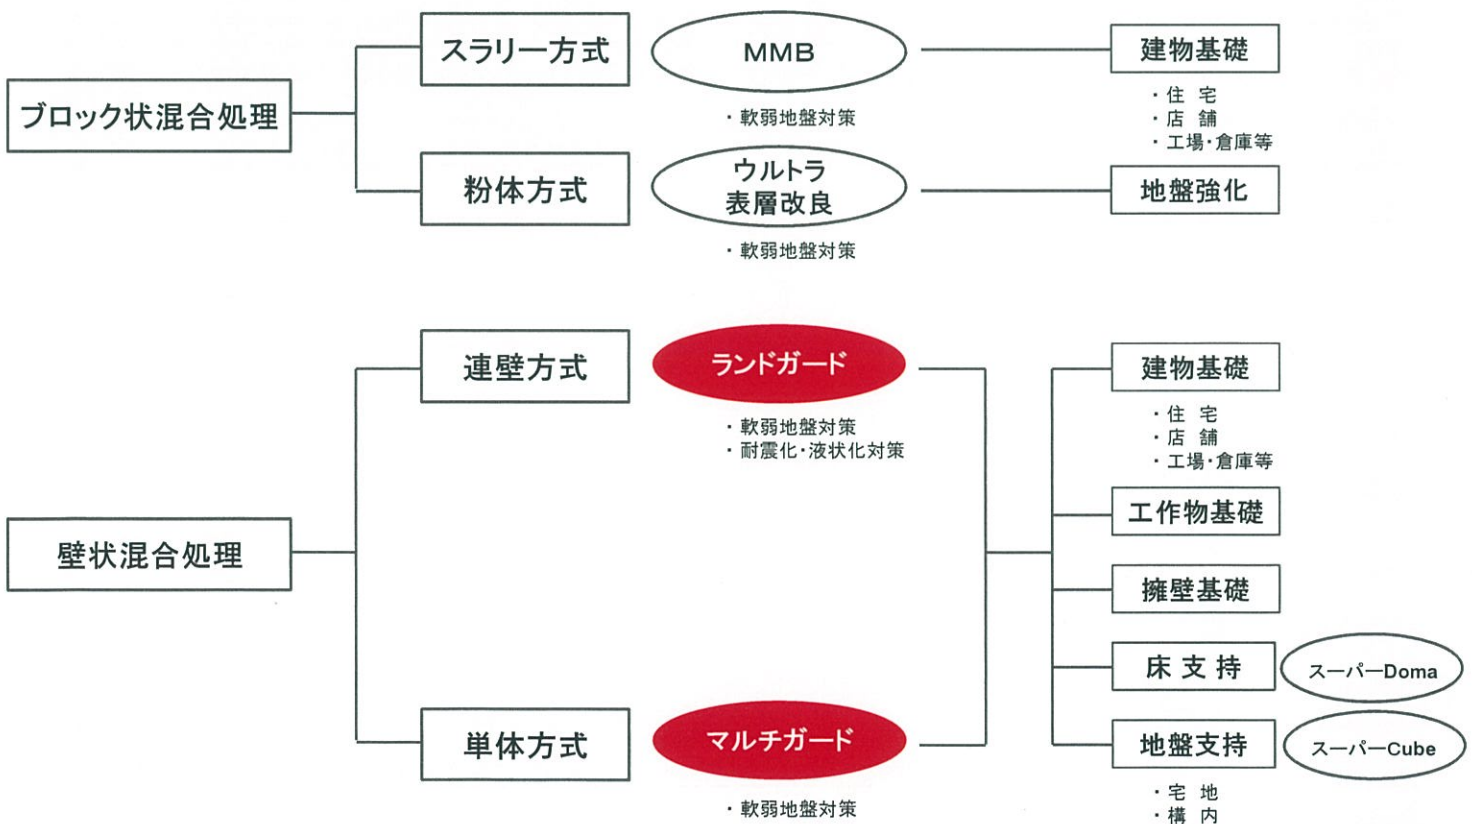 ブロック状混合処理
スラリー方式
MMB
・軟弱地盤対策
建物基礎
・住 宅
・店 舗
・工場・倉庫等
粉体方式
ウルトラ
表層改良
・軟弱地盤対策
地盤強化
壁状混合処理
連壁方式
ランドガード
・軟弱地盤対策
・耐震化・液状化対策
単体方式
マルチガード
・軟弱地盤対策
建物基礎
・住 宅
・店 舗
・工場・倉庫等
工作物基礎
擁壁基礎
床 支 持
スーパーDoma
地盤支持
スーパーCube
・宅 地
・構 内